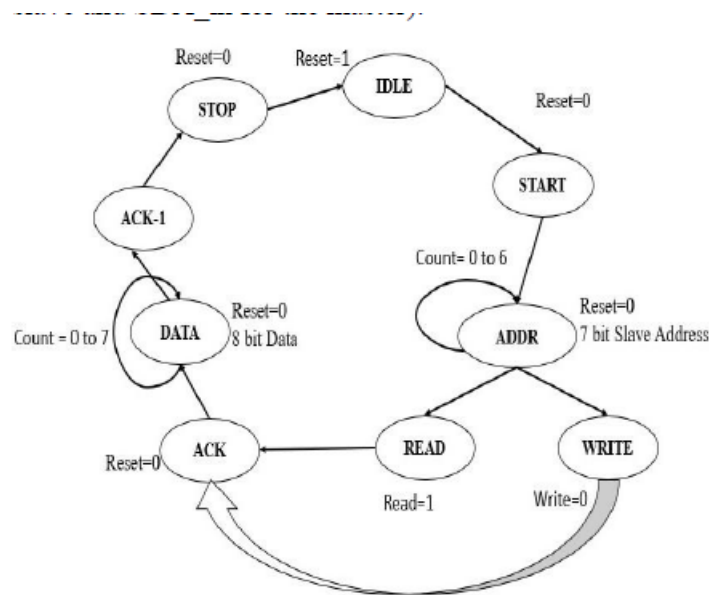 Reset=0
Reset=1
IDLE
STOP
Reset=0
START
ACK-1
Count= 0 to 6
Reset=0
Reset=0
Count = 0 to 7
DATA
8 bit Data
ADDR
7 bit Slave Address
ACK
READ
WRITE
Reset=0
Read=1
Write=0